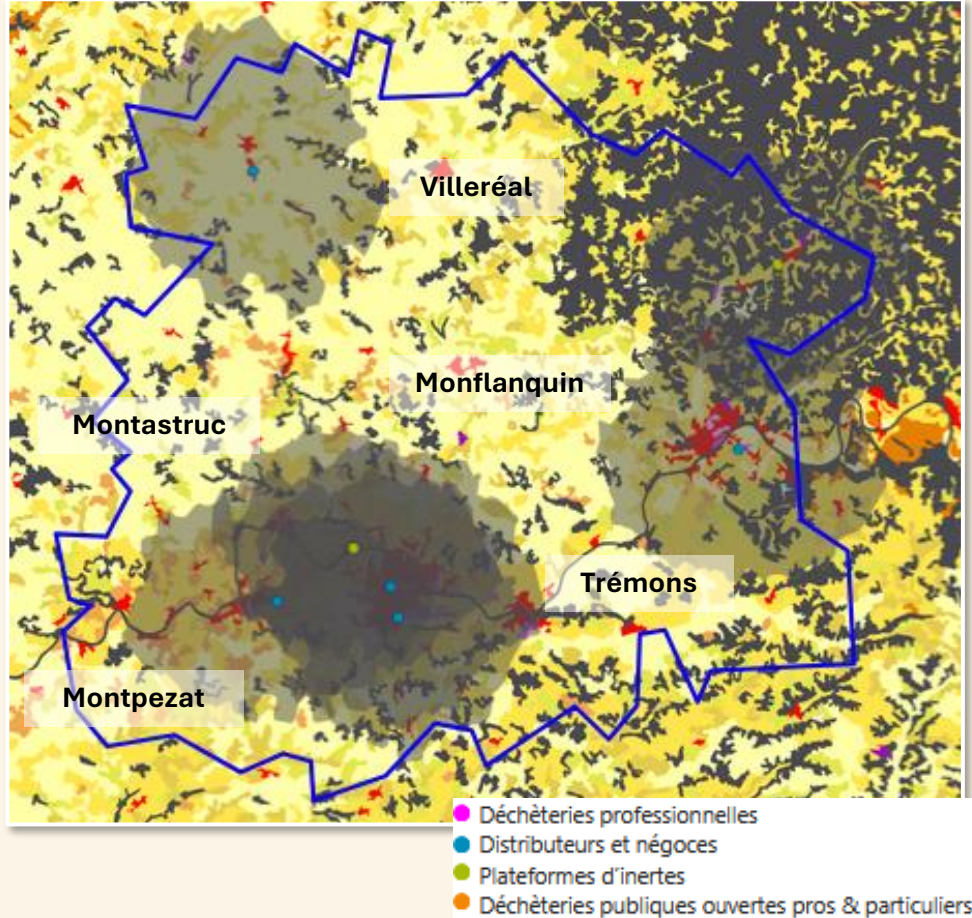 Villeréal
Monflanquin
Montastruc
Trémons
Montpezat
Déchèteries professionnelles
Distributeurs et négoces
Plateformes d'inertes
Déchèteries publiques ouvertes pros & particuliers